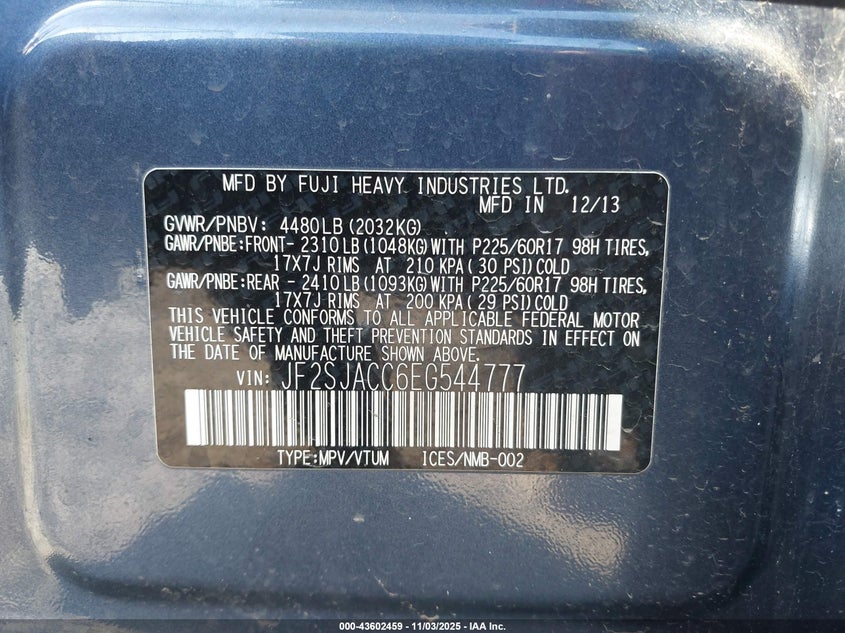 MFD BY FUJI HEAVY INDUSTRIES LTD.
MFD IN 12/13
GVWR/PNBV: 4480LB(2032KG)
GAWR/PNBE:FRONT- 2310LB(1048KG)WITH P225/60R17 98H TIRES,
17X7J RIMS AT 210 KPA(30 PSI)COLD
GAWR/PNBE:REAR - 2410LB(1093KG)WITH P225/60R17 98H TIRES,
17X7J RIMS AT 200 KPA(29 PSI)COLD
THIS VEHICLE CONFORMS TO ALL APPLICABLE FEDERAL MOTOR
VEHICLE SAFETY AND THEFT PREVENTION STANDARDS IN EFFECT ON
THE DATE OF MANUFACTURE SHOWN ABOVE.
VIN: JF2SJACC6EG544777
TYPE:MPV/VTUM ICES/NMB-002
000-43602459 - 11/03/2025 - IAA Inc.